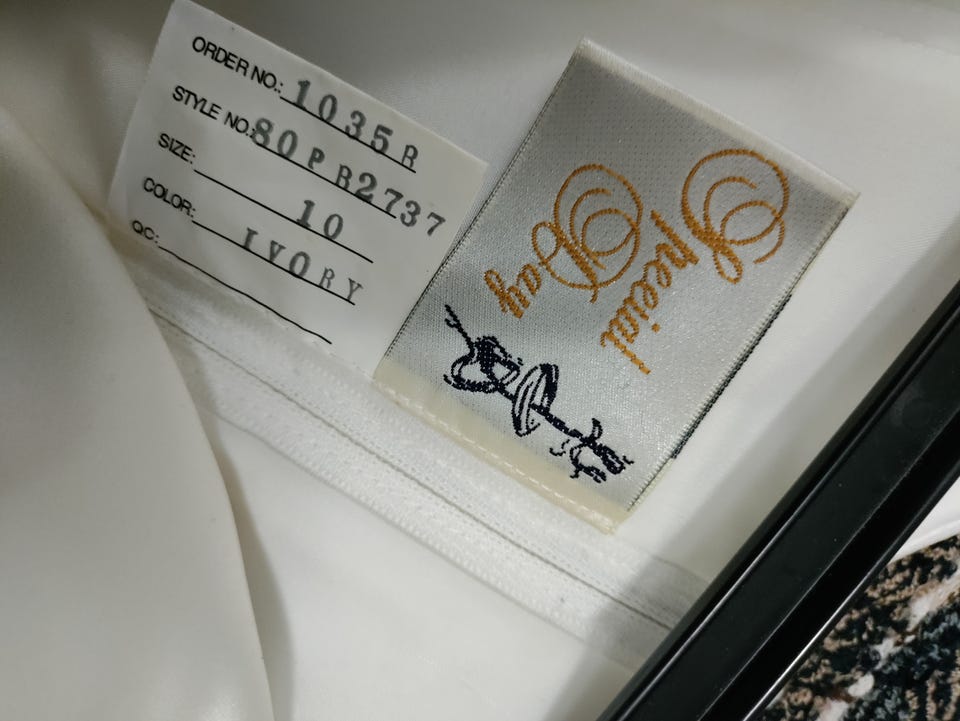 ORDER NO.: 1035R
STYLE NO.: 80PB2737
SIZE: 10
COLOR: IVORY
QC:
Special
Day